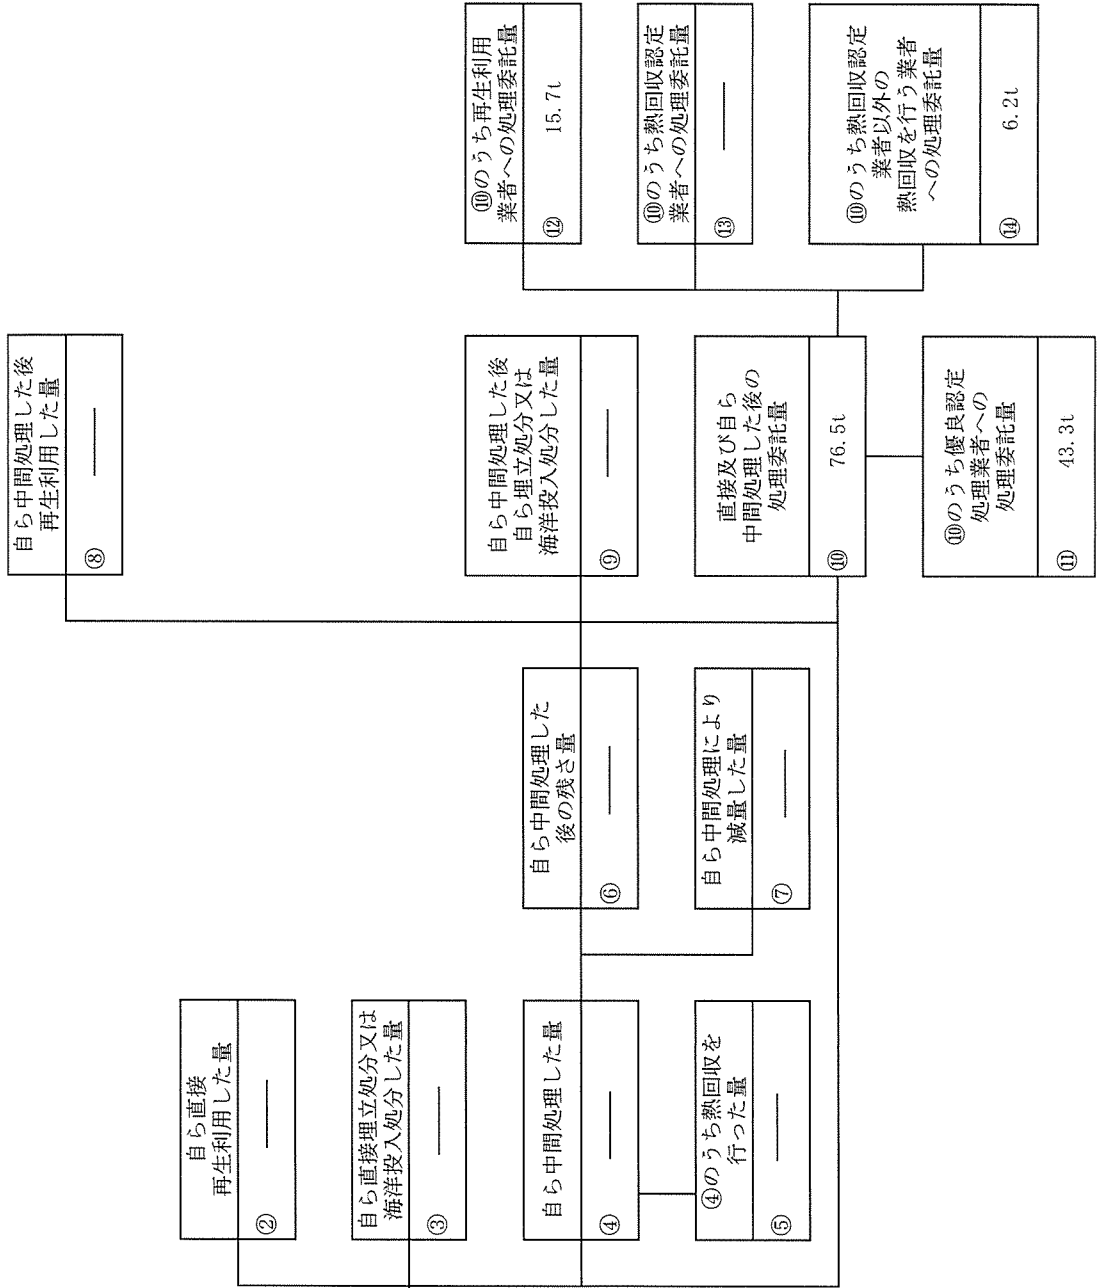 自ら直接
再生利用した量
② ――
自ら直接埋立処分又は
海洋投入処分した量
③ ――
自ら中間処理した量
④ ――
④のうち熱回収を
行った量
⑤ ――
自ら中間処理した
後の残さ量
⑥ ――
自ら中間処理により
減量した量
⑦ ――
自ら中間処理した後
再生利用した量
⑧ ――
自ら中間処理した後
自ら埋立処分又は
海洋投入処分した量
⑨ ――
直接及び自ら
中間処理した後の
処理委託量
⑩ 76.5t
⑩のうち優良認定
処理業者への
処理委託量
⑪ 43.3t
⑩のうち再生利用
業者への処理委託量
⑫ 15.7t
⑩のうち熱回収認定
業者への処理委託量
⑬ ――
⑩のうち熱回収認定
業者以外の
熱回収を行う業者
への処理委託量
⑭ 6.2t